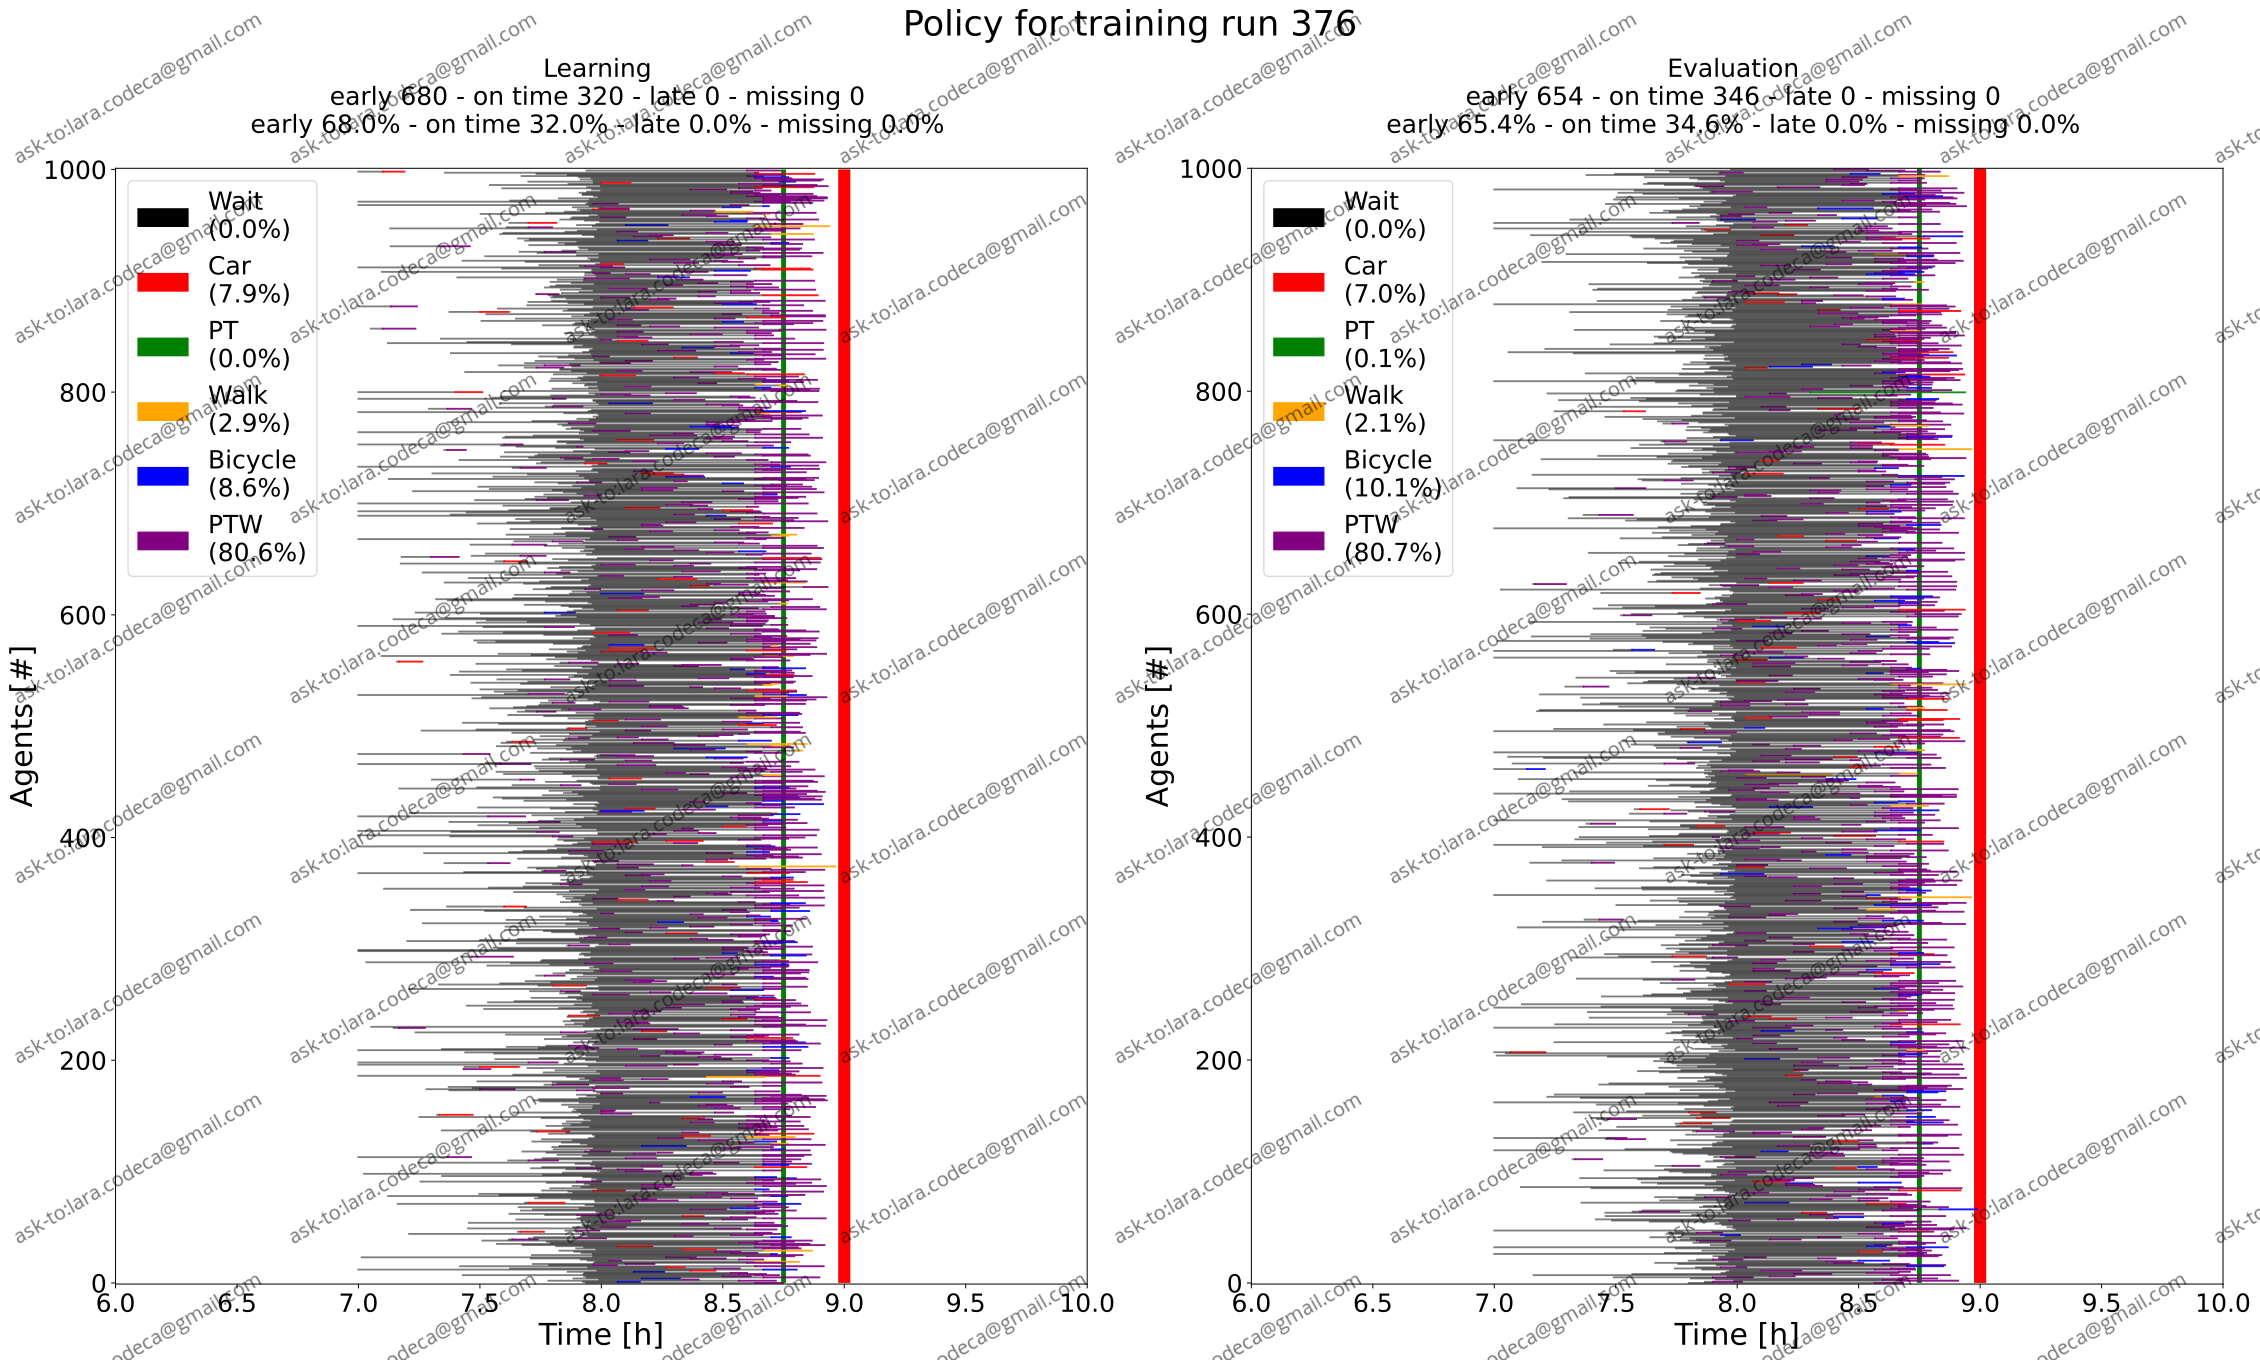 Policy for training run 376
Learning
early 680 - on time 320 - late 0 - missing 0
early 68.0% - on time 32.0% - late 0.0% - missing 0.0%
Evaluation
early 654 - on time 346 - late 0 - missing 0
early 65.4% - on time 34.6% - late 0.0% - missing 0.0%
1000
800
600
400
200
0
Agents [#]
Wait
(0.0%)
Car
(7.9%)
PT
(0.0%)
Walk
(2.9%)
Bicycle
(8.6%)
PTW
(80.6%)
6.0 6.5 7.0 7.5 8.0 8.5 9.0 9.5 10.0
Time [h]
1000
800
600
400
200
0
Agents [#]
Wait
(0.0%)
Car
(7.0%)
PT
(0.1%)
Walk
(2.1%)
Bicycle
(10.1%)
PTW
(80.7%)
6.0 6.5 7.0 7.5 8.0 8.5 9.0 9.5 10.0
Time [h]
ask-to:lara.codeca@gmail.com